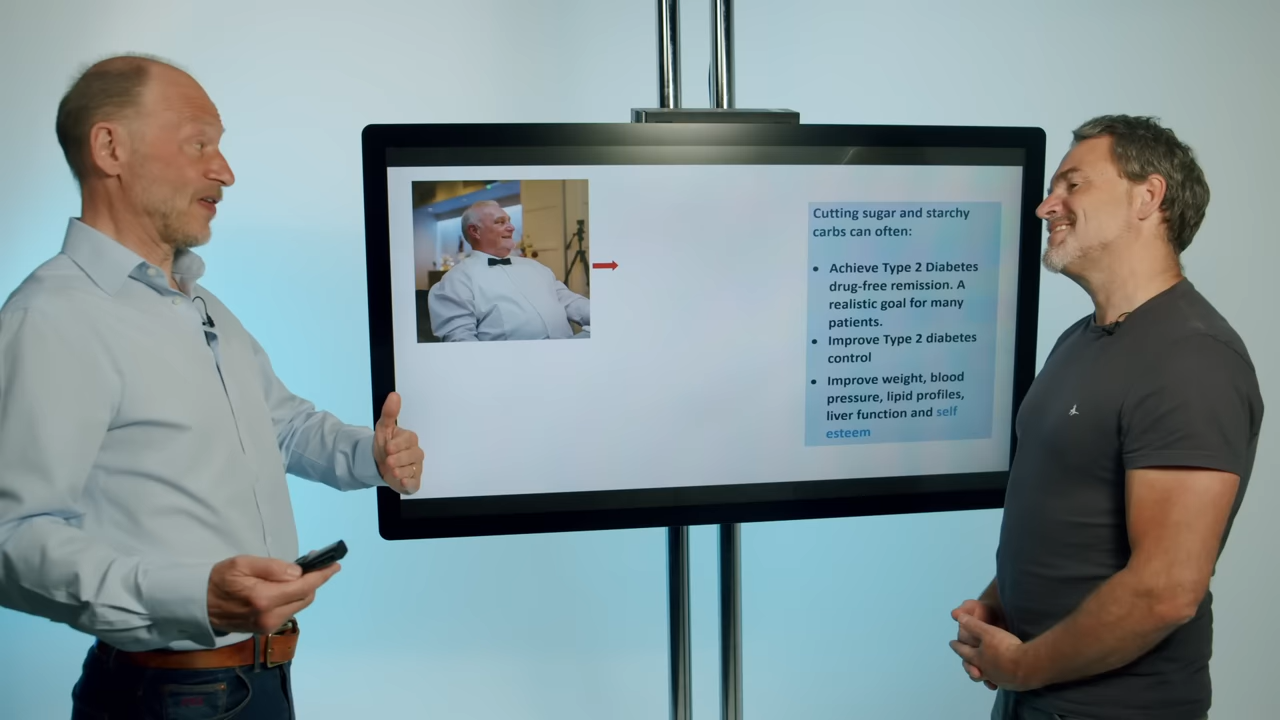 Cutting sugar and starchy
carbs can often:
• Achieve Type 2 Diabetes
drug-free remission. A
realistic goal for many
patients.
• Improve Type 2 diabetes
control
• Improve weight, blood
pressure, lipid profiles,
liver function and self
esteem